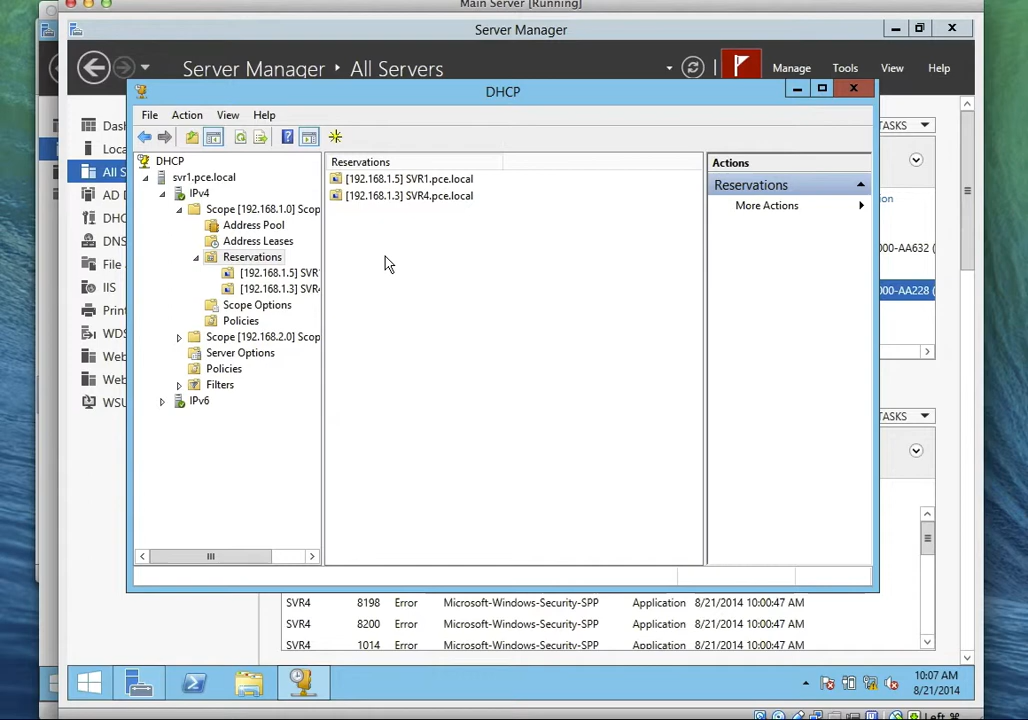 Main Server [Running]
Server Manager
Server Manager ‣ All Servers
Manage Tools View Help
DHCP
File Action View Help
DHCP
svr1.pce.local
IPv4
Scope [192.168.1.0] Scop
Address Pool
Address Leases
Reservations
[192.168.1.5] SVR
[192.168.1.3] SVR4
Scope Options
Policies
Scope [192.168.2.0] Scop
Server Options
Policies
Filters
IPv6
Reservations
[192.168.1.5] SVR1.pce.local
[192.168.1.3] SVR4.pce.local
Actions
Reservations
More Actions
Das
Loca
All S
AD D
DHC
DNS
File a
IIS
Print
WDS
Web
Web
WSU
TASKS
tion
000-AA632 (
000-AA228 (
TASKS
SVR4 8198 Error Microsoft-Windows-Security-SPP Application 8/21/2014 10:00:47 AM
SVR4 8200 Error Microsoft-Windows-Security-SPP Application 8/21/2014 10:00:47 AM
SVR4 1014 Error Microsoft-Windows-Security-SPP Application 8/21/2014 10:00:47 AM
10:07 AM
8/21/2014
Left ⌘